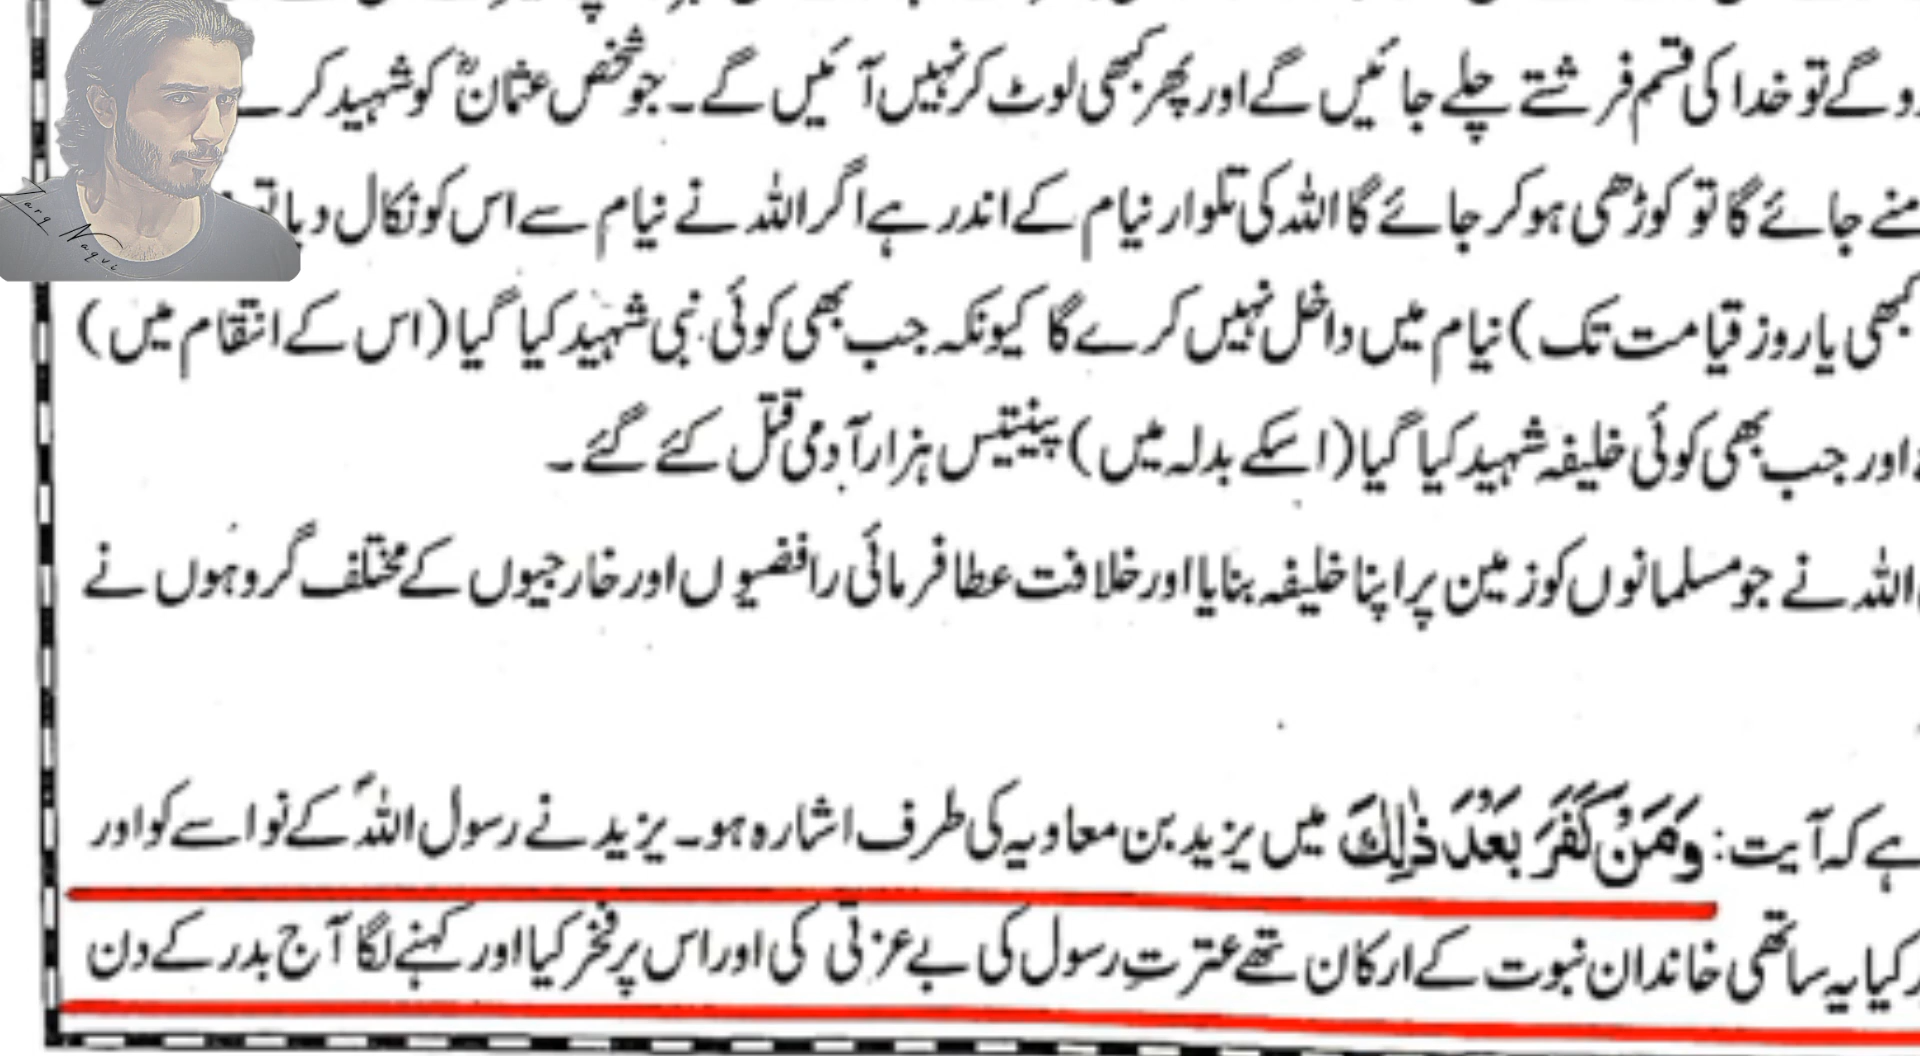 وگے تو خدا کی قسم فرشتے چلے جائیں گے اور پھر کبھی لوٹ کر نہیں آئیں گے۔ جو شخص عثمانؓ کو شہید کر
منے جائے گا تو کوڑھی ہو کر جائے گا اللہ کی تلوار نیام کے اندر ہے اگر اللہ نے نیام سے اس کو نکال دیا تو
کبھی یا روز قیامت تک) نیام میں داخل نہیں کرے گا کیونکہ جب بھی کوئی نبی شہید کیا گیا (اس کے انتقام میں)
اور جب بھی کوئی خلیفہ شہید کیا گیا (اسکے بدلہ میں) پینتیس ہزار آدمی قتل کئے گئے۔
اللہ نے جو مسلمانوں کو زمین پر اپنا خلیفہ بنایا اور خلافت عطا فرمائی رافضیوں اور خارجیوں کے مختلف گروہوں نے
ہے کہ آیت: وَمَنْ كَفَرَ بَعْدَ ذٰلِكَ میں یزید بن معاویہ کی طرف اشارہ ہو۔ یزید نے رسول اللہؐ کے نواسے کو اور
کیا یہ ساتھی خاندان نبوت کے ارکان تھے عترتِ رسول کی بے عزتی کی اور اس پر فخر کیا اور کہنے لگا آج بدر کے دن
Zarq Naqvi